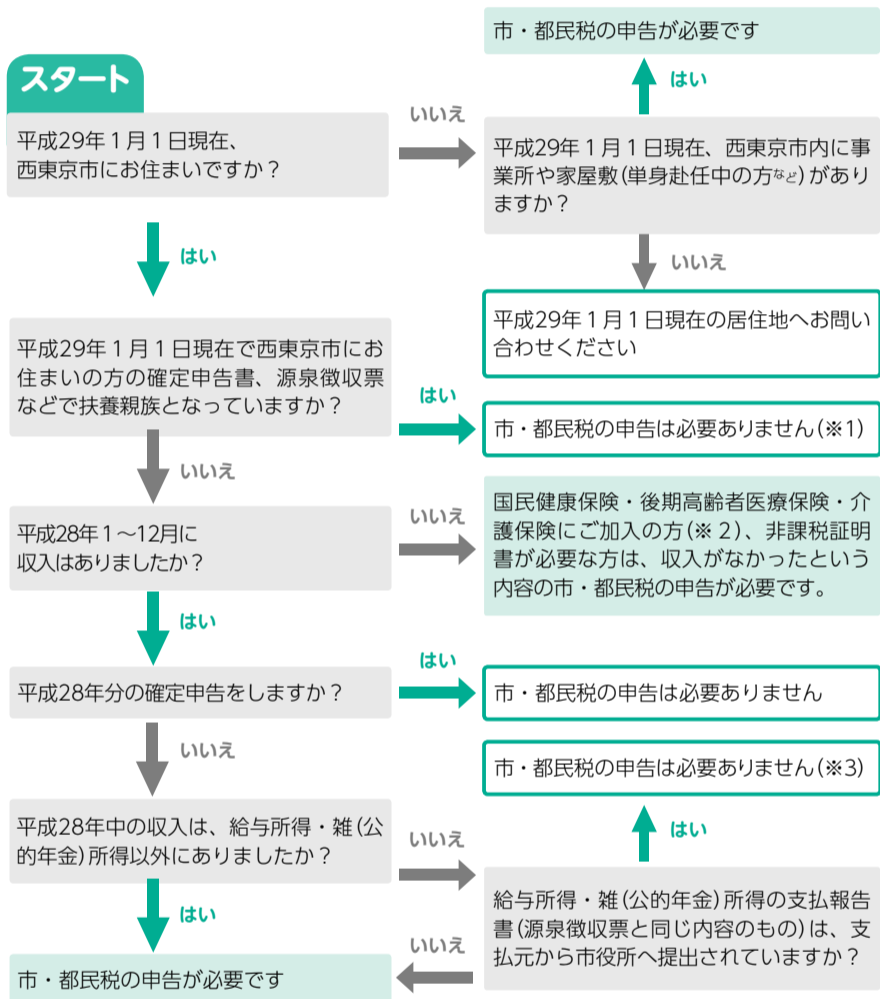 市・都民税の申告が必要です
スタート
はい
いいえ
平成29年1月1日現在、
西東京市にお住まいですか？
平成29年1月1日現在、西東京市内に事
業所や家屋敷(単身赴任中の方など)があり
ますか？
はい
いいえ
平成29年1月1日現在の居住地へお問い
合わせください
平成29年1月1日現在で西東京市にお
住まいの方の確定申告書、源泉徴収票
などで扶養親族となっていますか？
はい
市・都民税の申告は必要ありません(※1)
いいえ
平成28年1～12月に
収入はありましたか？
いいえ
国民健康保険・後期高齢者医療保険・介
護保険にご加入の方(※2)、非課税証明
書が必要な方は、収入がなかったという
内容の市・都民税の申告が必要です。
はい
平成28年分の確定申告をしますか？
はい
市・都民税の申告は必要ありません
いいえ
市・都民税の申告は必要ありません(※3)
平成28年中の収入は、給与所得・雑(公
的年金)所得以外にありましたか？
いいえ
はい
給与所得・雑(公的年金)所得の支払報告
書(源泉徴収票と同じ内容のもの)は、支
払元から市役所へ提出されていますか？
はい
いいえ
市・都民税の申告が必要です